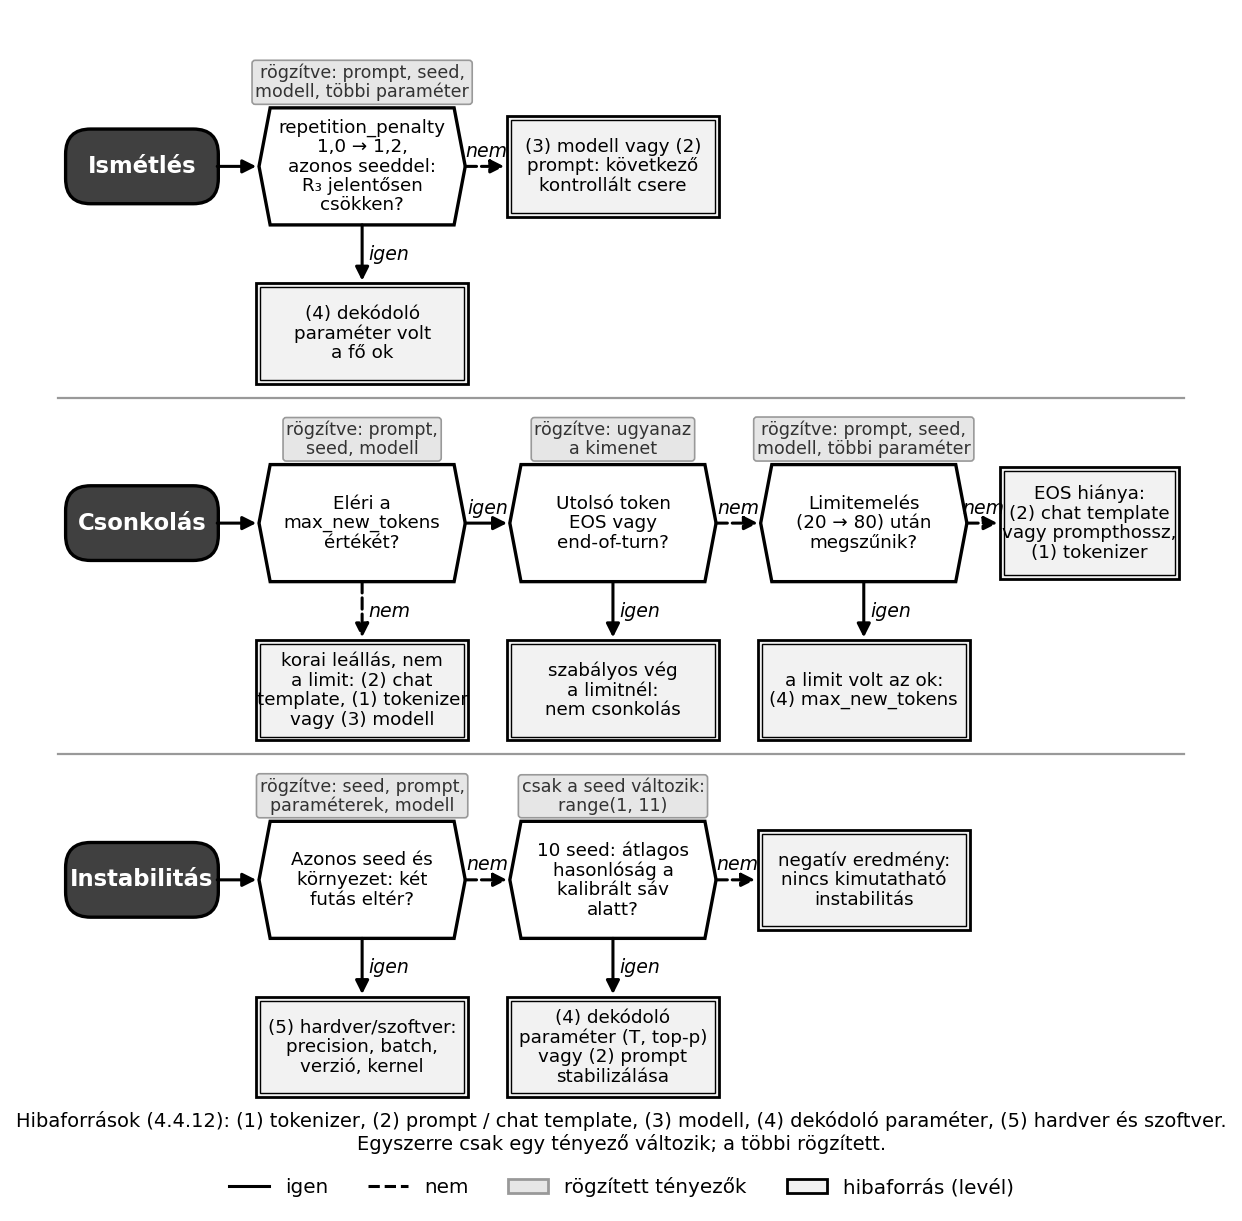 rögzítve: prompt, seed,
modell, többi paraméter
Ismétlés
repetition_penalty
1,0 → 1,2,
azonos seeddel:
R₃ jelentősen
csökken?
nem
(3) modell vagy (2)
prompt: következő
kontrollált csere
igen
(4) dekódoló
paraméter volt
a fő ok
rögzítve: prompt,
seed, modell
rögzítve: ugyanaz
a kimenet
rögzítve: prompt, seed,
modell, többi paraméter
Csonkolás
Eléri a
max_new_tokens
értékét?
igen
Utolsó token
EOS vagy
end-of-turn?
nem
Limitemelés
(20 → 80) után
megszűnik?
nem
EOS hiánya:
(2) chat template
vagy prompthossz,
(1) tokenizer
nem
igen
igen
korai leállás, nem
a limit: (2) chat
template, (1) tokenizer
vagy (3) modell
szabályos vég
a limitnél:
nem csonkolás
a limit volt az ok:
(4) max_new_tokens
rögzítve: seed, prompt,
paraméterek, modell
csak a seed változik:
range(1, 11)
Instabilitás
Azonos seed és
környezet: két
futás eltér?
nem
10 seed: átlagos
hasonlóság a
kalibrált sáv
alatt?
nem
negatív eredmény:
nincs kimutatható
instabilitás
igen
igen
(5) hardver/szoftver:
precision, batch,
verzió, kernel
(4) dekódoló
paraméter (T, top-p)
vagy (2) prompt
stabilizálása
Hibaforrások (4.4.12): (1) tokenizer, (2) prompt / chat template, (3) modell, (4) dekódoló paraméter, (5) hardver és szoftver.
Egyszerre csak egy tényező változik; a többi rögzített.
igen
nem
rögzített tényezők
hibaforrás (levél)